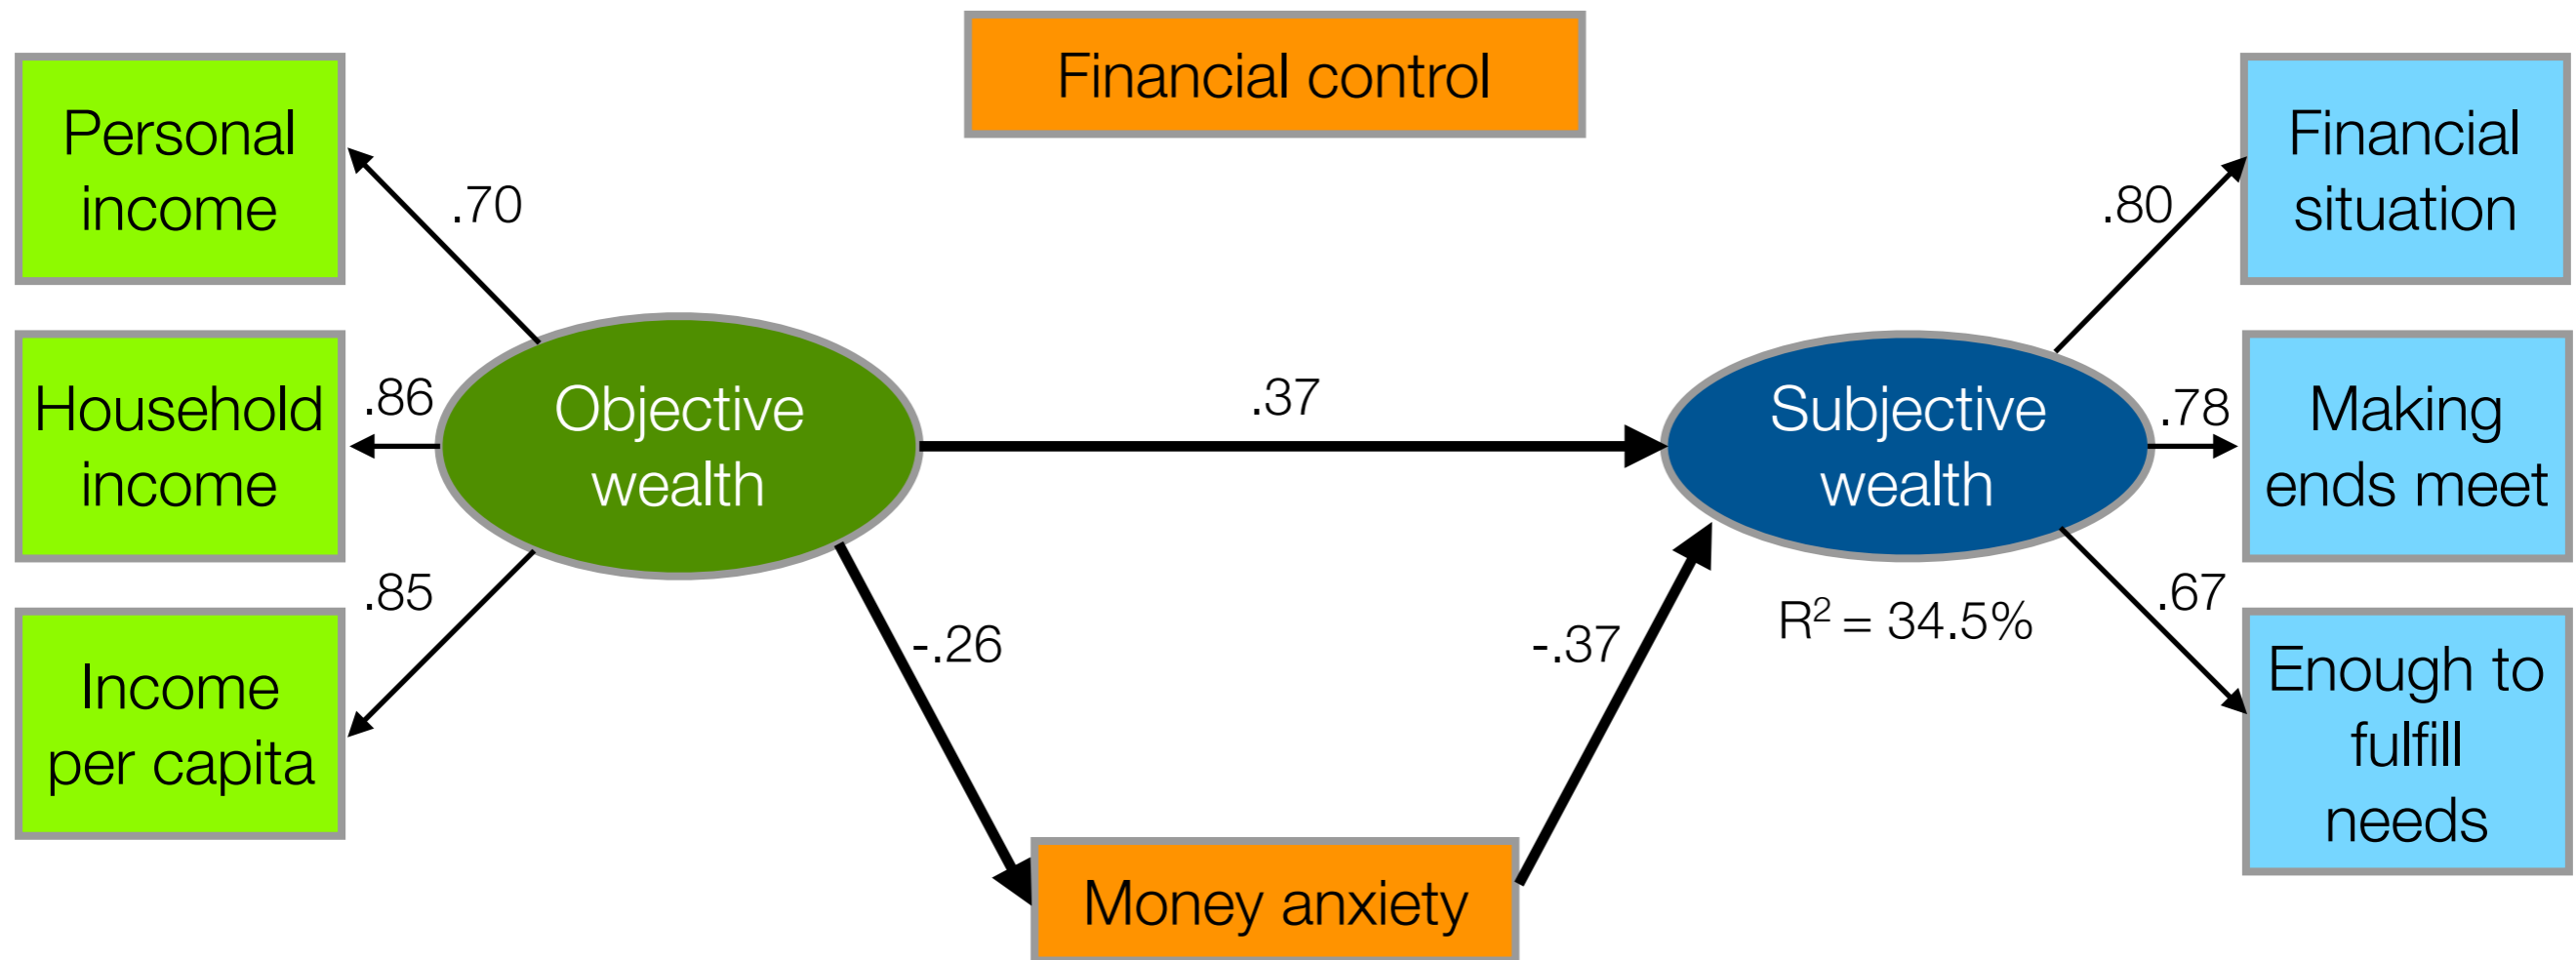 Financial control
Personal
income
.70
Household
income
.86
Income
per capita
.85
Objective
wealth
.37
-.26
Money anxiety
-.37
Subjective
wealth
R² = 34.5%
.80
Financial
situation
.78
Making
ends meet
.67
Enough to
fulfill
needs